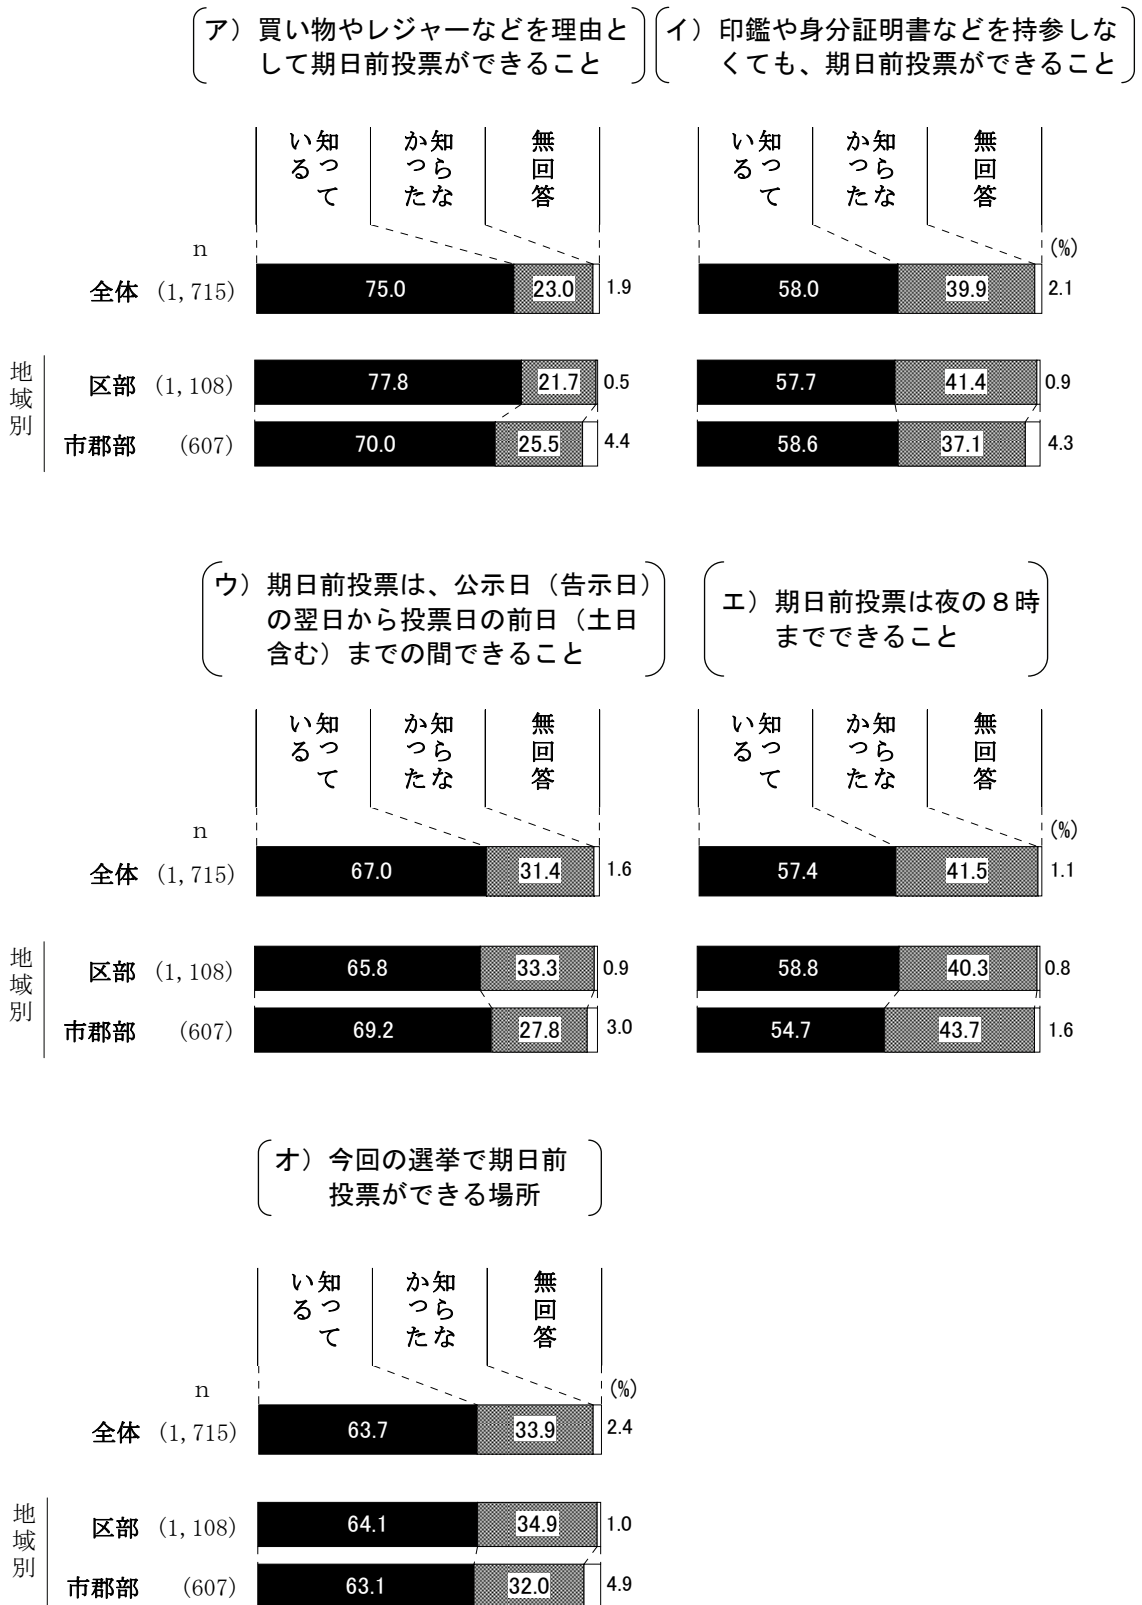 ア）買い物やレジャーなどを理由と
して期日前投票ができること
イ）印鑑や身分証明書などを持参しな
くても、期日前投票ができること
知って
いる
知らな
かった
無回答
知って
いる
知らな
かった
無回答
n
(%)
全体 (1,715) 75.0 23.0 1.9 58.0 39.9 2.1
地域別
区部 (1,108) 77.8 21.7 0.5 57.7 41.4 0.9
市郡部 (607) 70.0 25.5 4.4 58.6 37.1 4.3
ウ）期日前投票は、公示日（告示日）
の翌日から投票日の前日（土日
含む）までの間できること
エ）期日前投票は夜の８時
までできること
知って
いる
知らな
かった
無回答
知って
いる
知らな
かった
無回答
n
(%)
全体 (1,715) 67.0 31.4 1.6 57.4 41.5 1.1
地域別
区部 (1,108) 65.8 33.3 0.9 58.8 40.3 0.8
市郡部 (607) 69.2 27.8 3.0 54.7 43.7 1.6
オ）今回の選挙で期日前
投票ができる場所
知って
いる
知らな
かった
無回答
n
(%)
全体 (1,715) 63.7 33.9 2.4
地域別
区部 (1,108) 64.1 34.9 1.0
市郡部 (607) 63.1 32.0 4.9